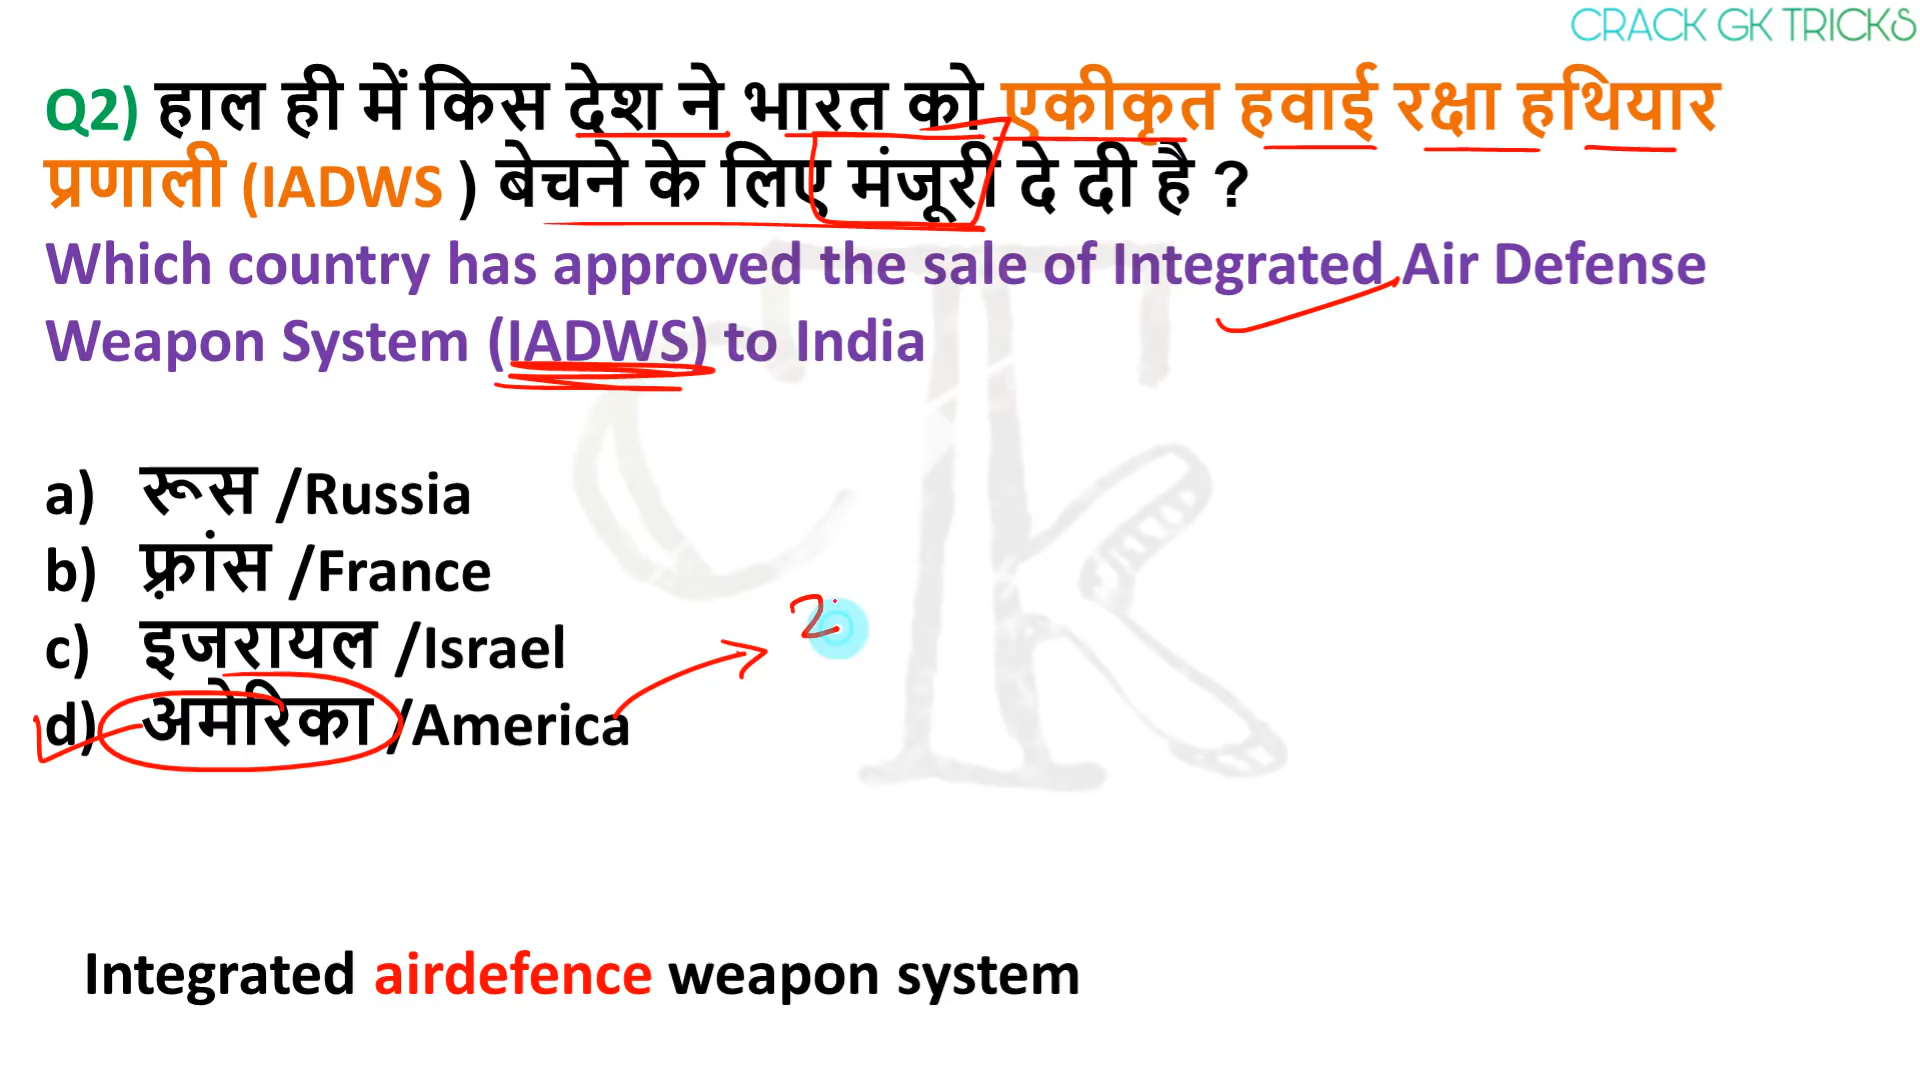 CRACK GK TRICKS
Q2) हाल ही में किस देश ने भारत को एकीकृत हवाई रक्षा हथियार
प्रणाली (IADWS ) बेचने के लिए मंजूरी दे दी है ?
Which country has approved the sale of Integrated Air Defense
Weapon System (IADWS) to India
a) रूस /Russia
b) फ़्रांस /France
c) इजरायल /Israel
2
d) अमेरिका /America
Integrated airdefence weapon system